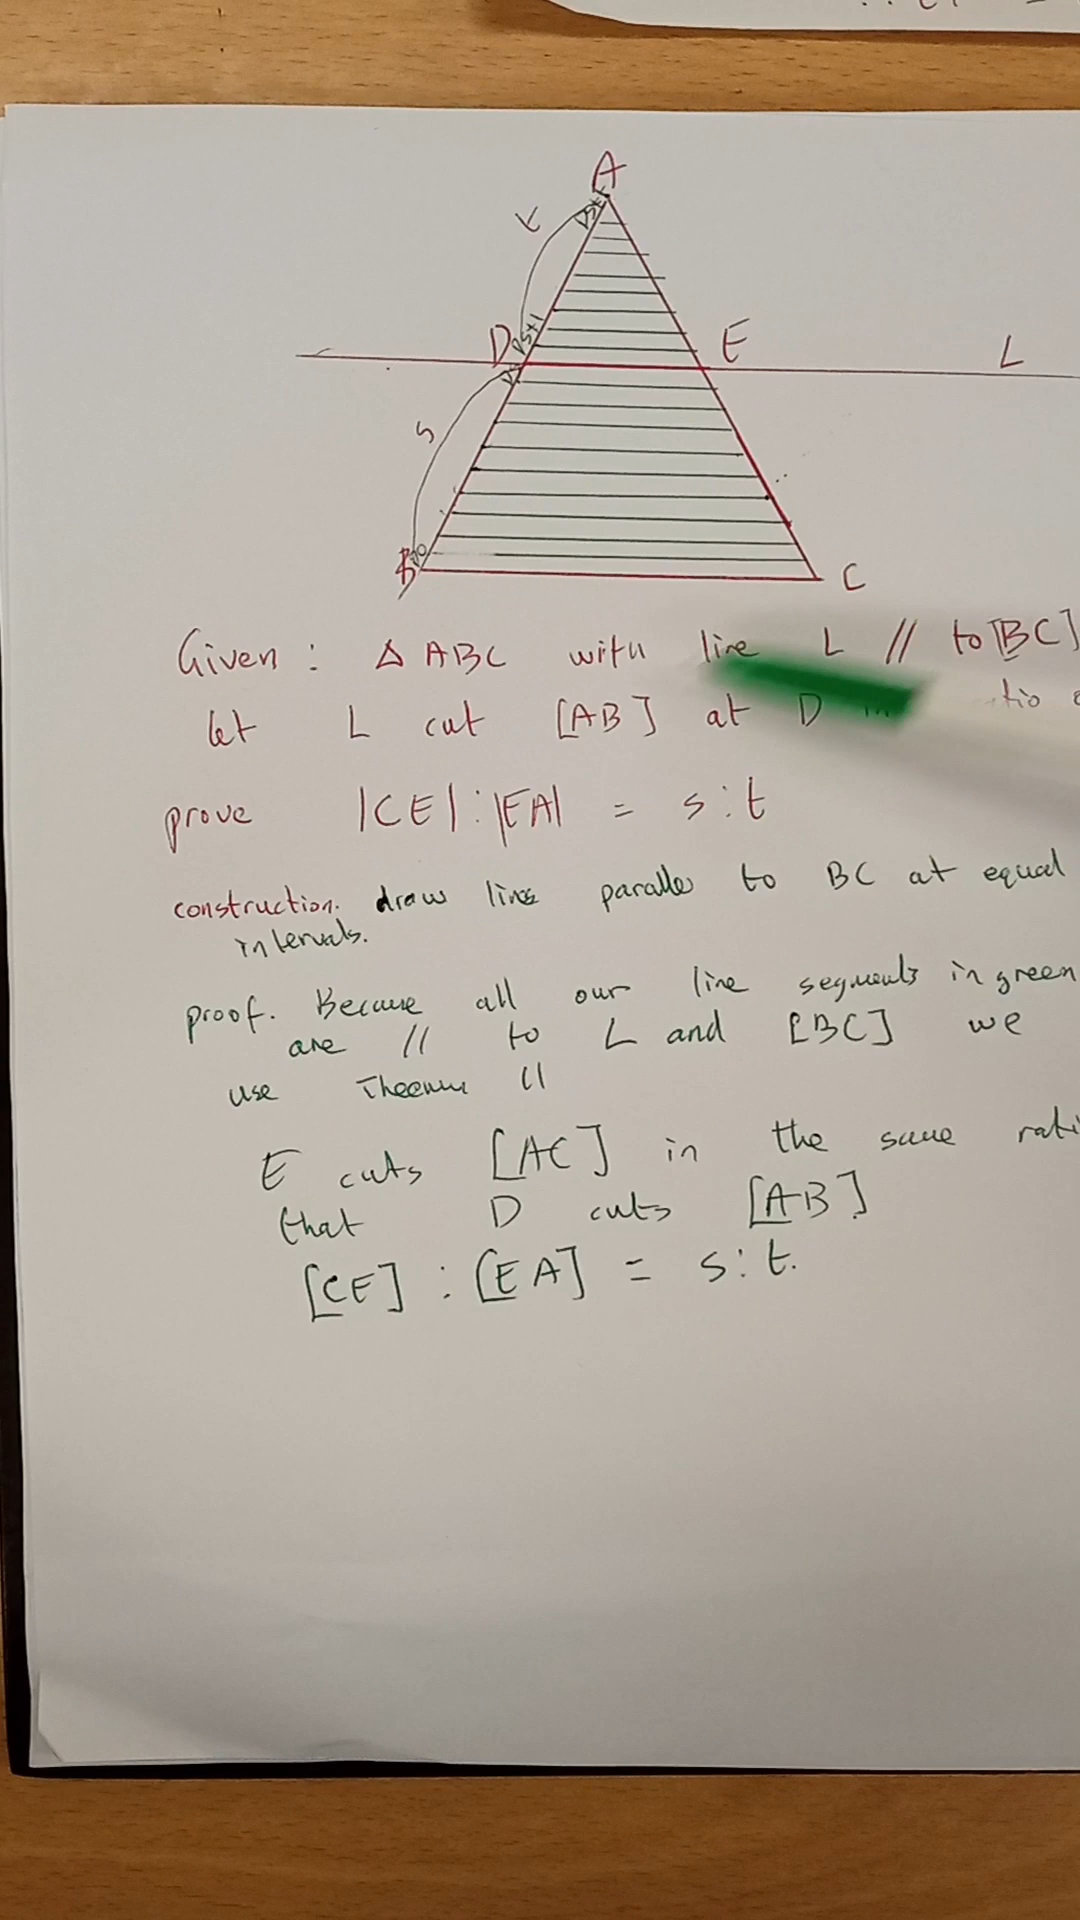 A
t
D
E
L
s
B
C
Given : Δ ABC with line L // to [BC]
let L cut [AB] at D in
prove |CE| : |EA| = s : t
construction. draw lines parallel to BC at equal
intervals.
proof. Because all our line segments in green
are // to L and [BC] we
use Theorem 11
E cuts [AC] in the same
that D cuts [AB]
[CE] : [EA] = s : t.